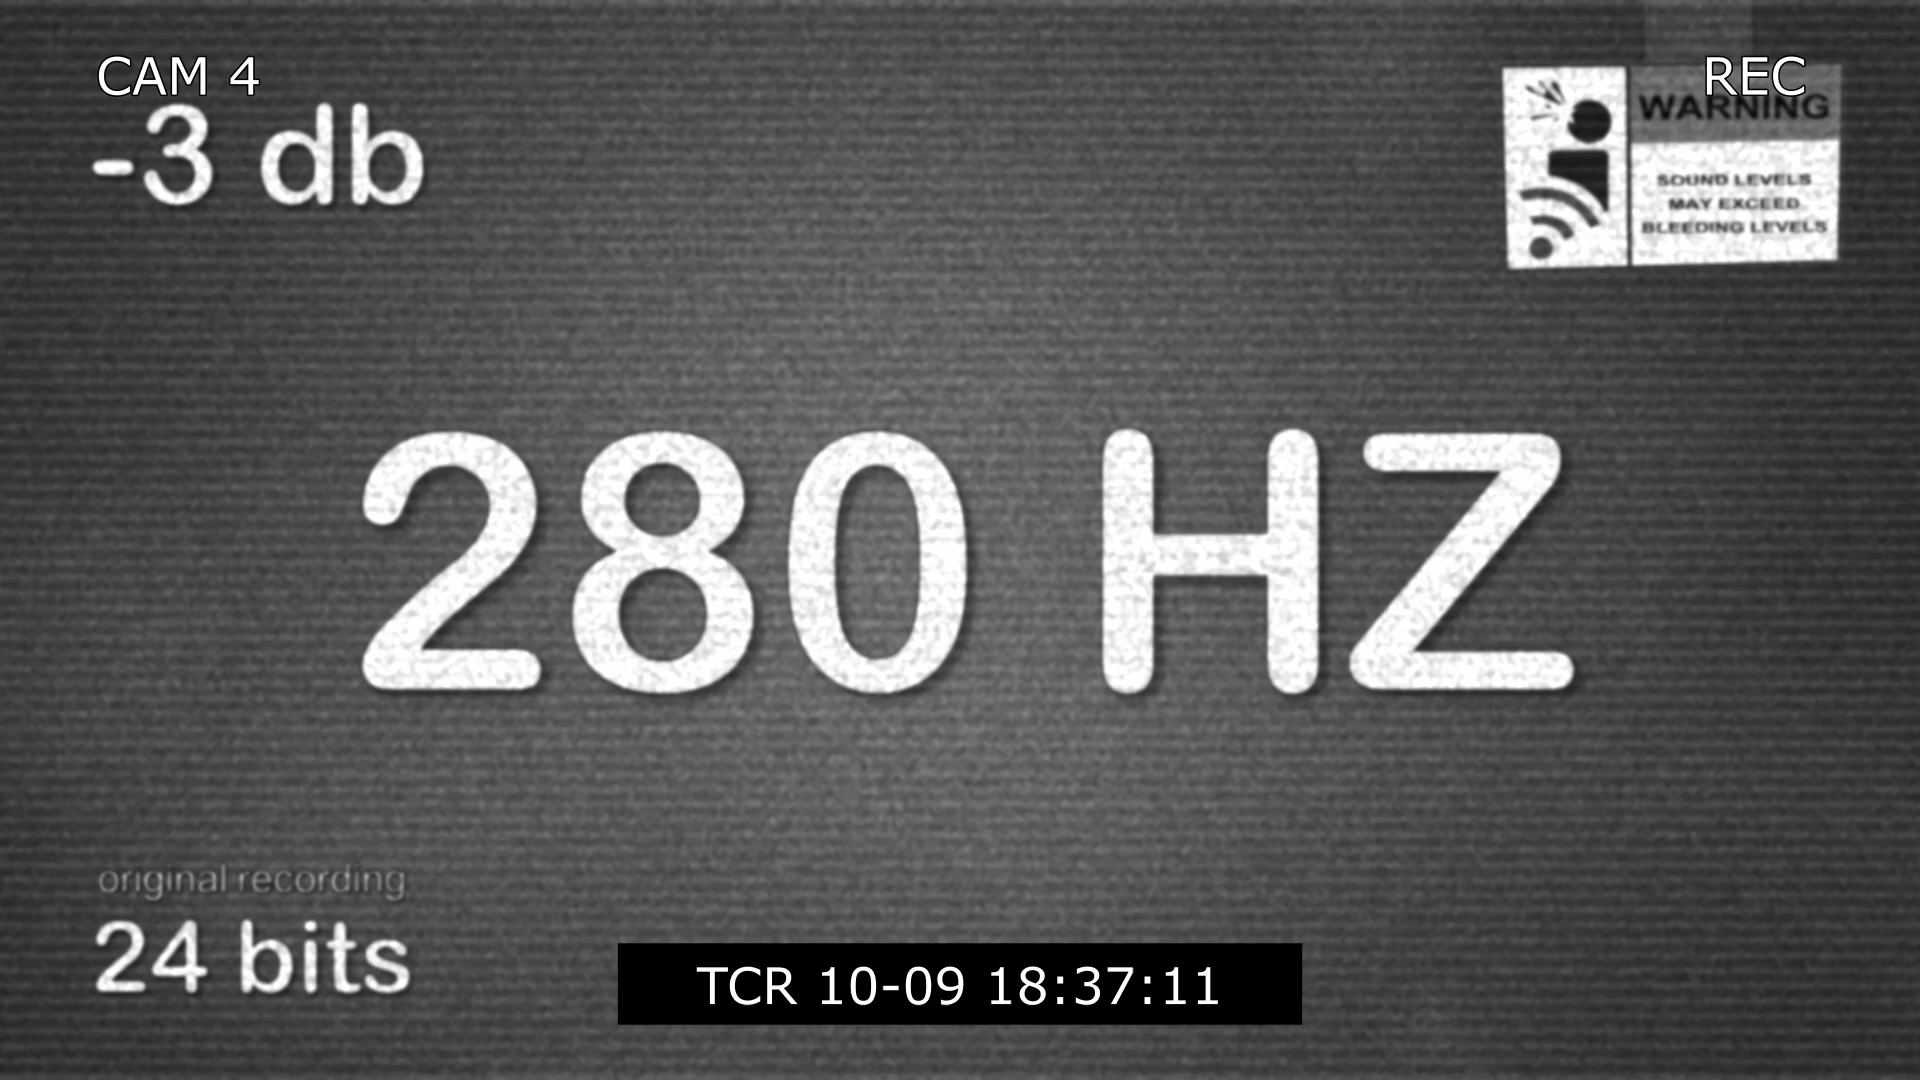 CAM 4
REC
-3 db
WARNING
SOUND LEVELS
MAY EXCEED
BLEEDING LEVELS
280 HZ
original recording
24 bits
TCR 10-09 18:37:11